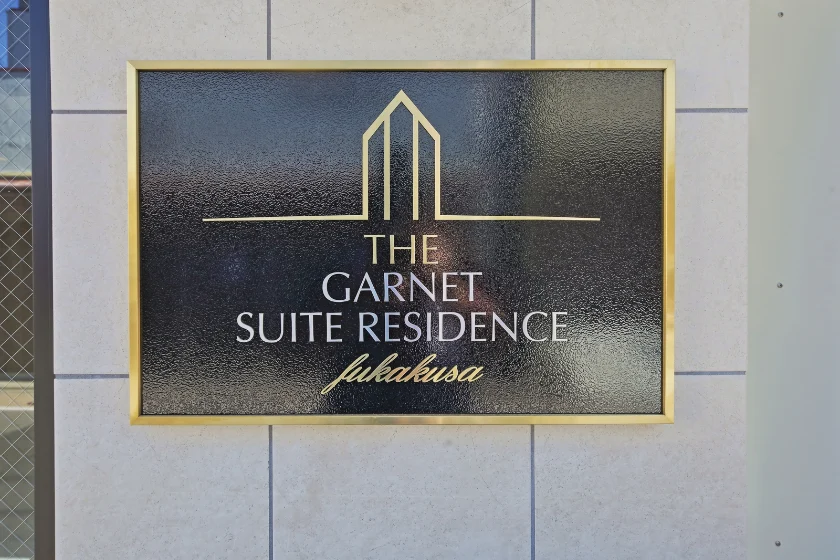 THE
GARNET
SUITE RESIDENCE
fukakusa